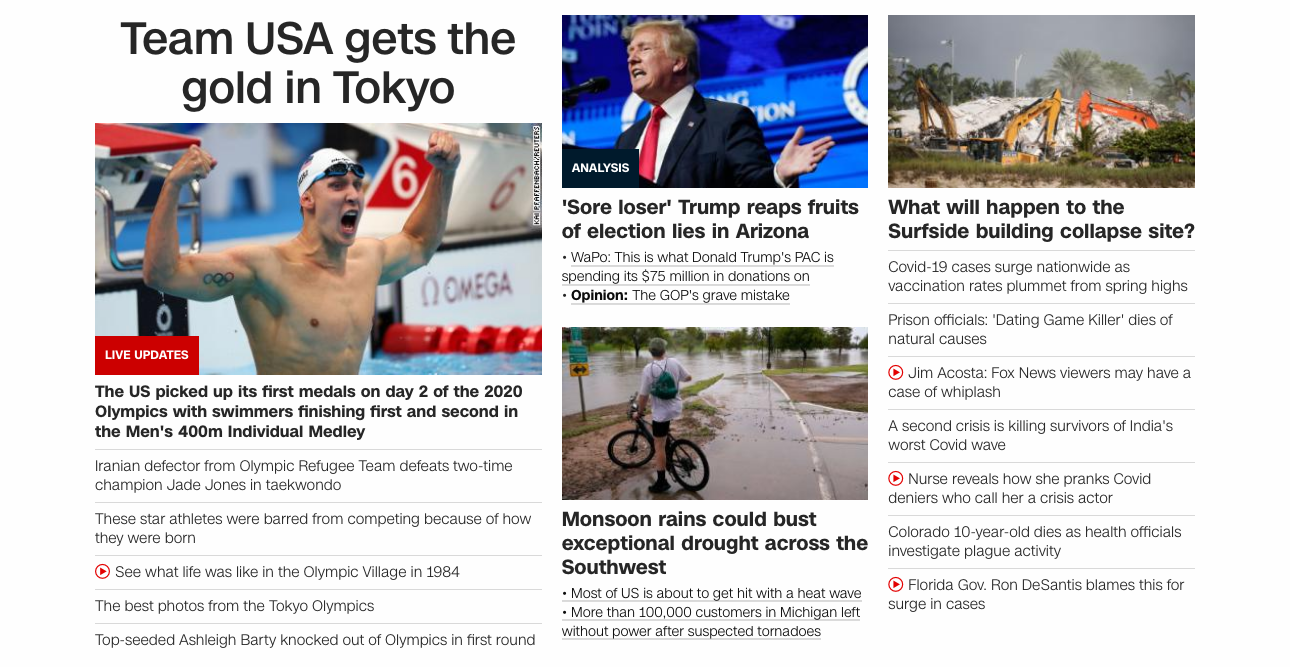 Team USA gets the
gold in Tokyo
6
6
Ω OMEGA
KAI PFAFFENBACH/REUTERS
LIVE UPDATES
The US picked up its first medals on day 2 of the 2020
Olympics with swimmers finishing first and second in
the Men's 400m Individual Medley
Iranian defector from Olympic Refugee Team defeats two-time
champion Jade Jones in taekwondo
These star athletes were barred from competing because of how
they were born
See what life was like in the Olympic Village in 1984
The best photos from the Tokyo Olympics
Top-seeded Ashleigh Barty knocked out of Olympics in first round
ANALYSIS
'Sore loser' Trump reaps fruits
of election lies in Arizona
• WaPo: This is what Donald Trump's PAC is
spending its $75 million in donations on
• Opinion: The GOP's grave mistake
Monsoon rains could bust
exceptional drought across the
Southwest
• Most of US is about to get hit with a heat wave
• More than 100,000 customers in Michigan left
without power after suspected tornadoes
What will happen to the
Surfside building collapse site?
Covid-19 cases surge nationwide as
vaccination rates plummet from spring highs
Prison officials: 'Dating Game Killer' dies of
natural causes
Jim Acosta: Fox News viewers may have a
case of whiplash
A second crisis is killing survivors of India's
worst Covid wave
Nurse reveals how she pranks Covid
deniers who call her a crisis actor
Colorado 10-year-old dies as health officials
investigate plague activity
Florida Gov. Ron DeSantis blames this for
surge in cases